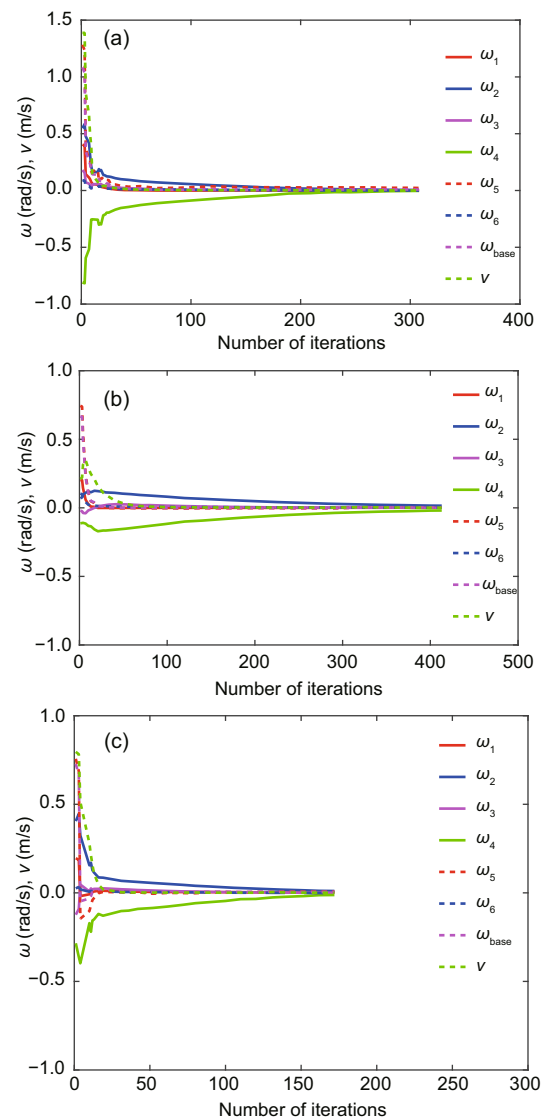 (a)
1.5
1.0
0.5
0.0
−0.5
−1.0
ω (rad/s), v (m/s)
0 100 200 300 400
Number of iterations
ω1
ω2
ω3
ω4
ω5
ω6
ωbase
v
(b)
1.0
0.5
0.0
−0.5
−1.0
ω (rad/s), v (m/s)
0 100 200 300 400 500
Number of iterations
ω1
ω2
ω3
ω4
ω5
ω6
ωbase
v
(c)
1.0
0.5
0.0
−0.5
−1.0
ω (rad/s), v (m/s)
0 50 100 150 200 250 300
Number of iterations
ω1
ω2
ω3
ω4
ω5
ω6
ωbase
v